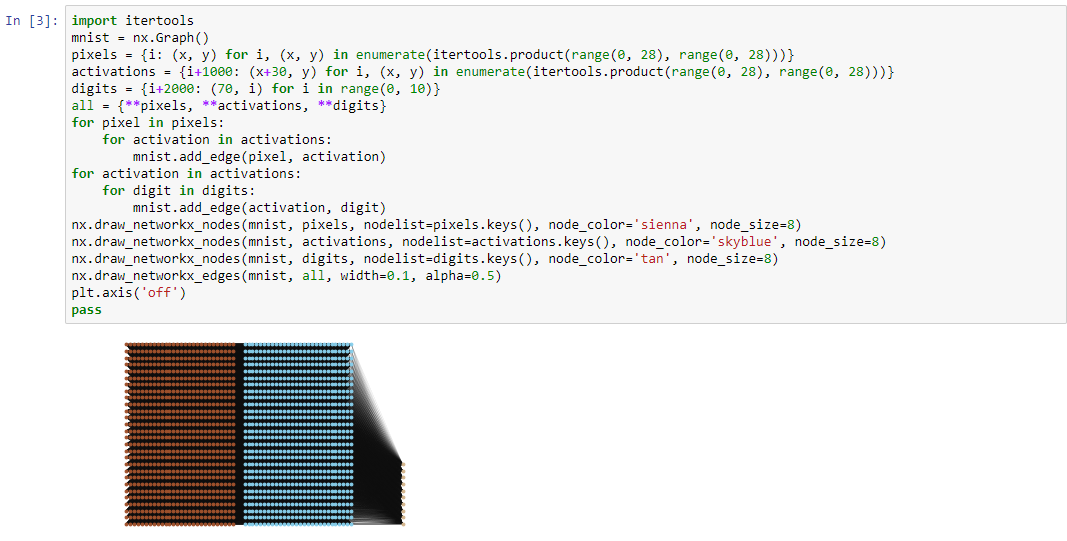 In [3]: import itertools
mnist = nx.Graph()
pixels = {i: (x, y) for i, (x, y) in enumerate(itertools.product(range(0, 28), range(0, 28)))}
activations = {i+1000: (x+30, y) for i, (x, y) in enumerate(itertools.product(range(0, 28), range(0, 28)))}
digits = {i+2000: (70, i) for i in range(0, 10)}
all = {**pixels, **activations, **digits}
for pixel in pixels:
    for activation in activations:
        mnist.add_edge(pixel, activation)
for activation in activations:
    for digit in digits:
        mnist.add_edge(activation, digit)
nx.draw_networkx_nodes(mnist, pixels, nodelist=pixels.keys(), node_color='sienna', node_size=8)
nx.draw_networkx_nodes(mnist, activations, nodelist=activations.keys(), node_color='skyblue', node_size=8)
nx.draw_networkx_nodes(mnist, digits, nodelist=digits.keys(), node_color='tan', node_size=8)
nx.draw_networkx_edges(mnist, all, width=0.1, alpha=0.5)
plt.axis('off')
pass